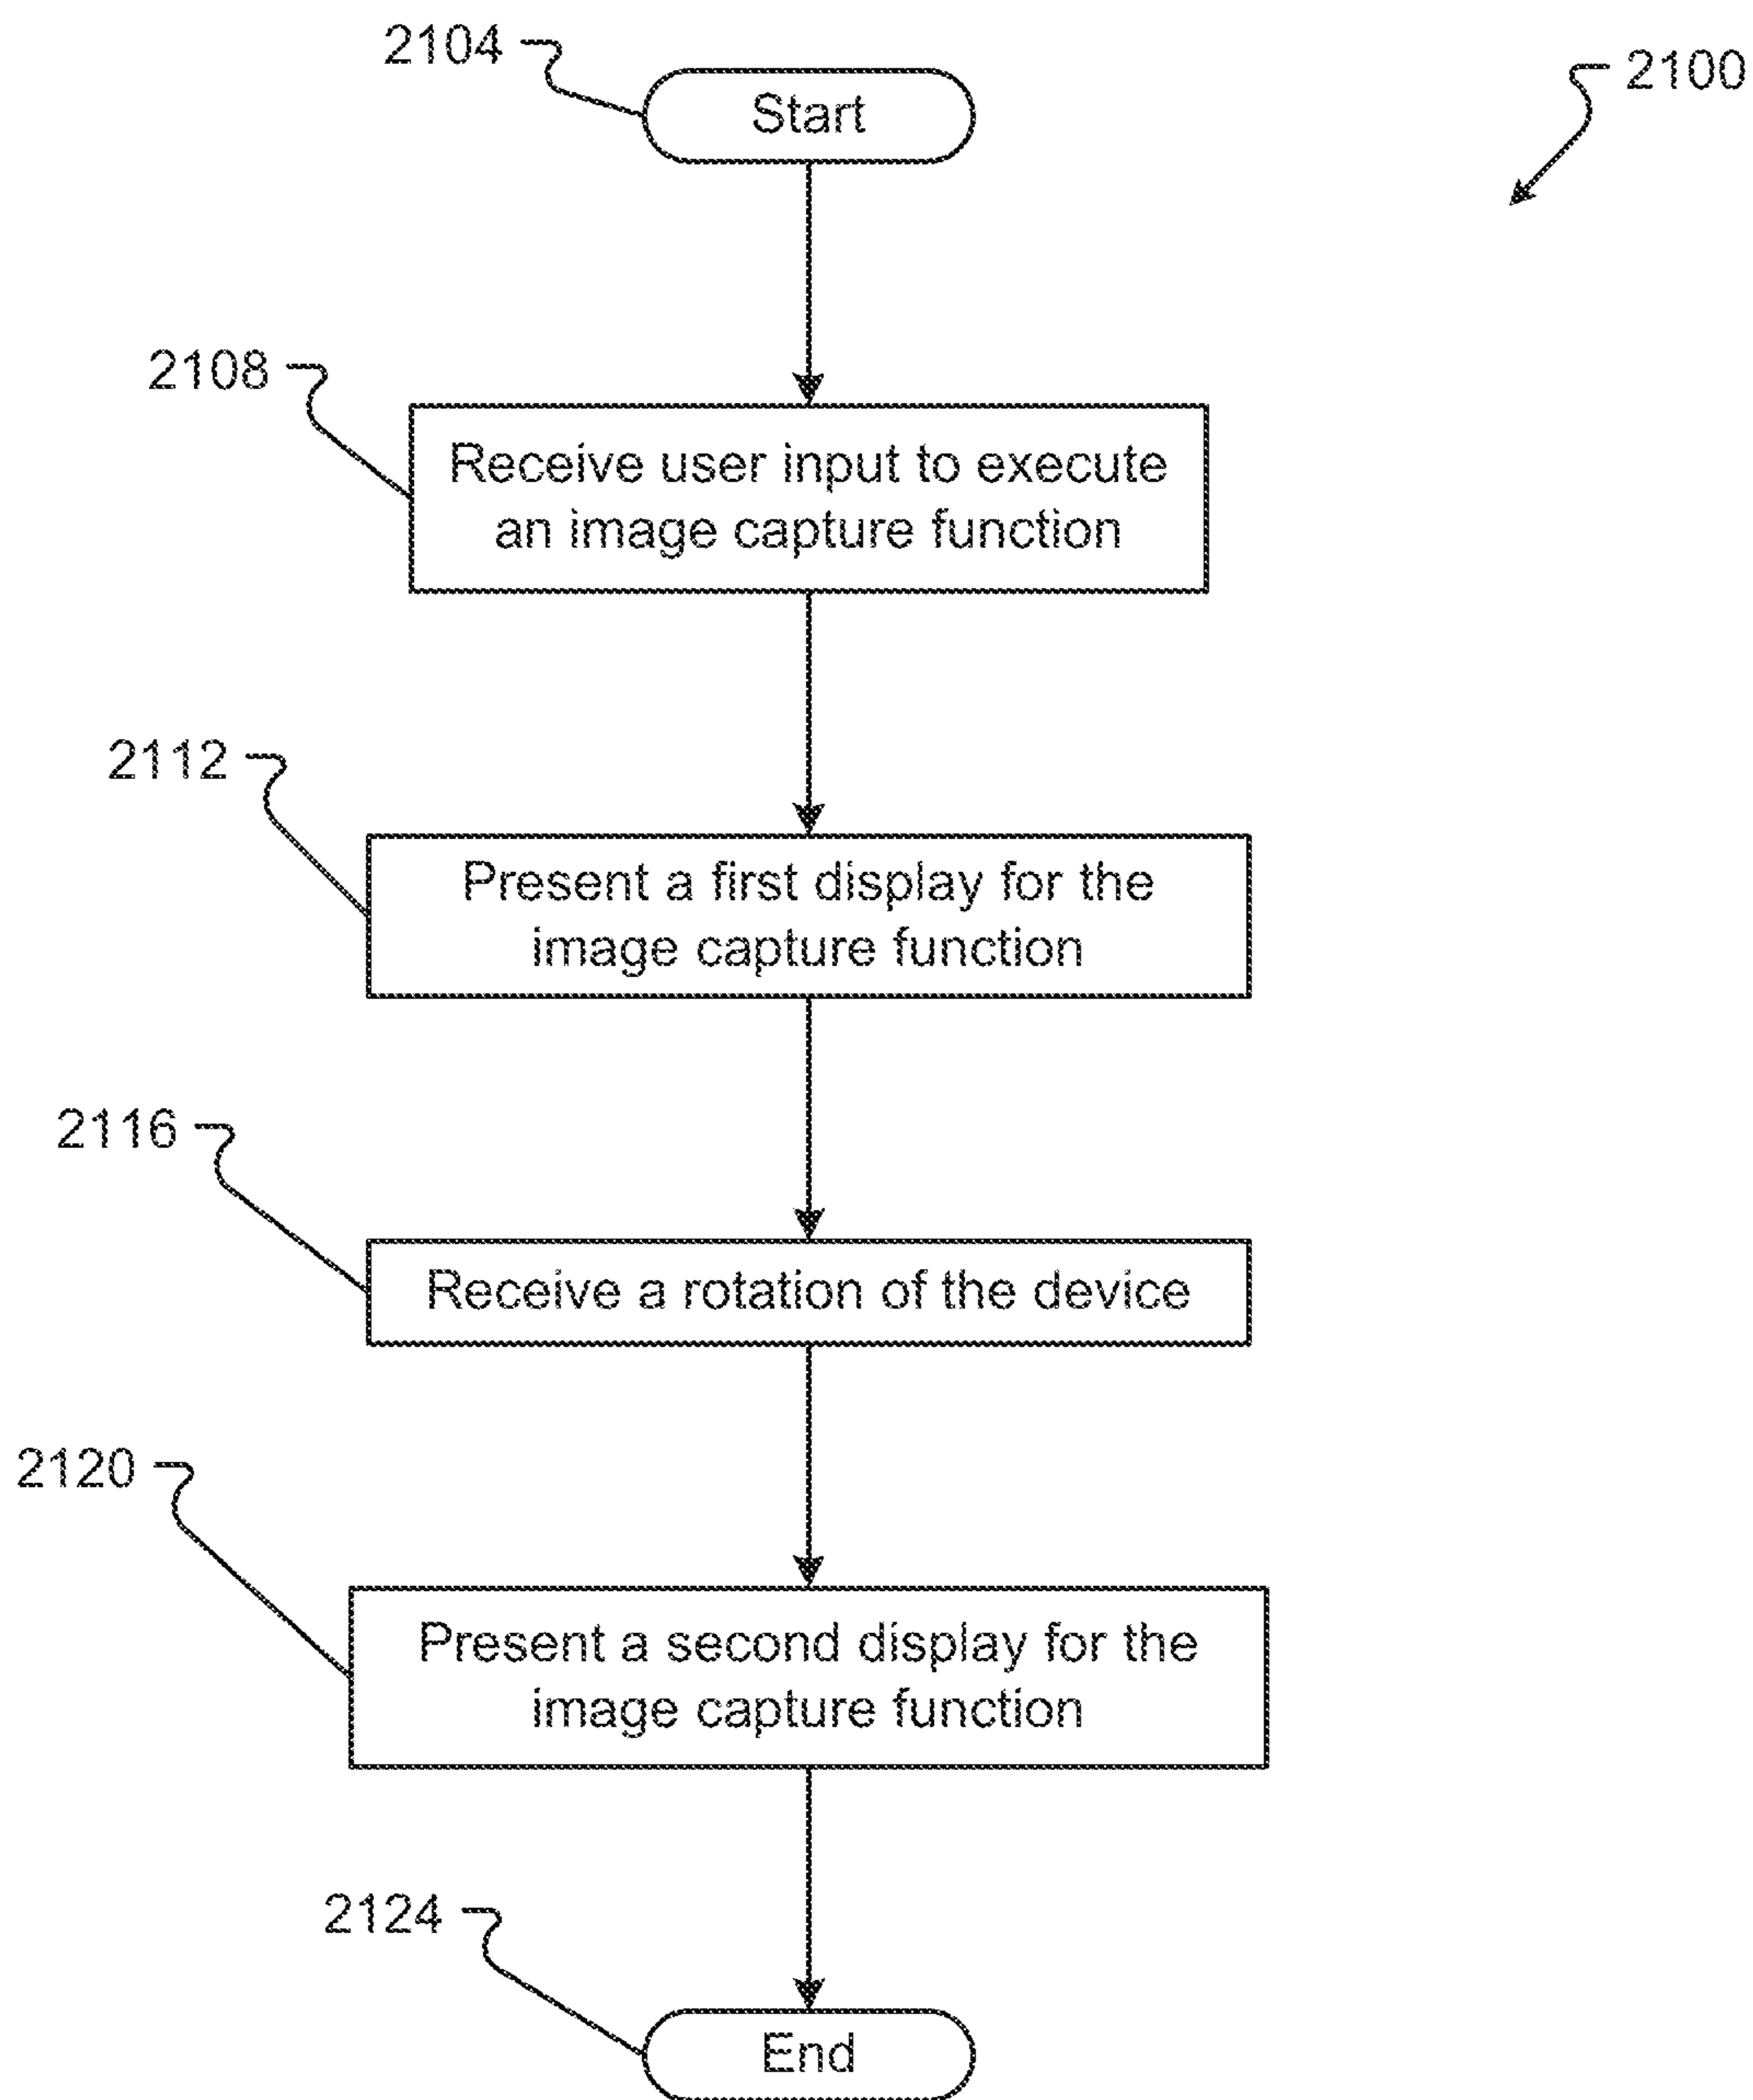 2104
Start
2100
2108
Receive user input to execute
an image capture function
2112
Present a first display for the
image capture function
2116
Receive a rotation of the device
2120
Present a second display for the
image capture function
2124
End